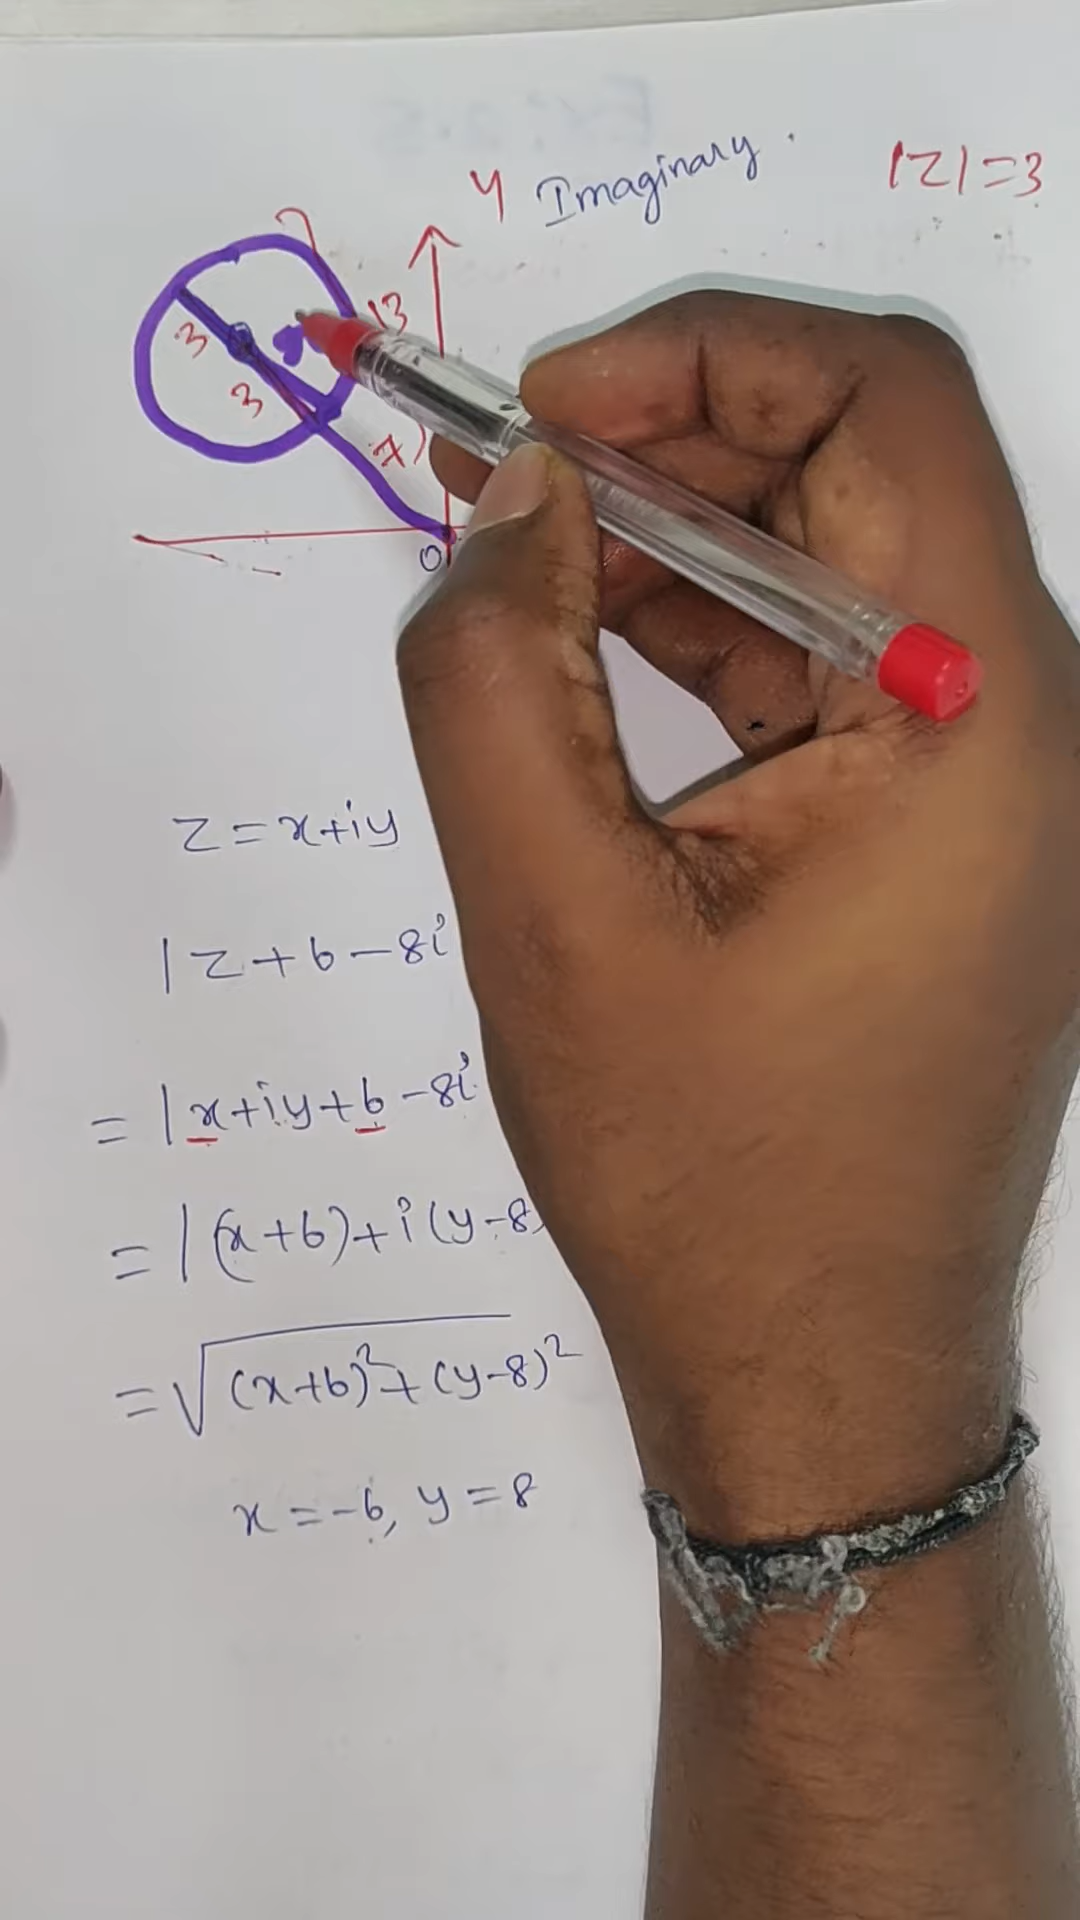 Y Imaginary . |Z|=3
13
3
3
7
O
Z=x+iy
|Z+6-8i
= |x+iy+6-8i
= |(x+6)+i(y-8)
= √(x+6)²+(y-8)²
x=-6, y=8